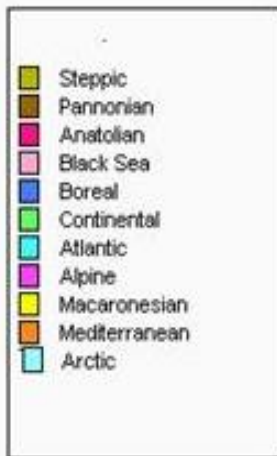 Steppic
Pannonian
Anatolian
Black Sea
Boreal
Continental
Atlantic
Alpine
Macaronesian
Mediterranean
Arctic